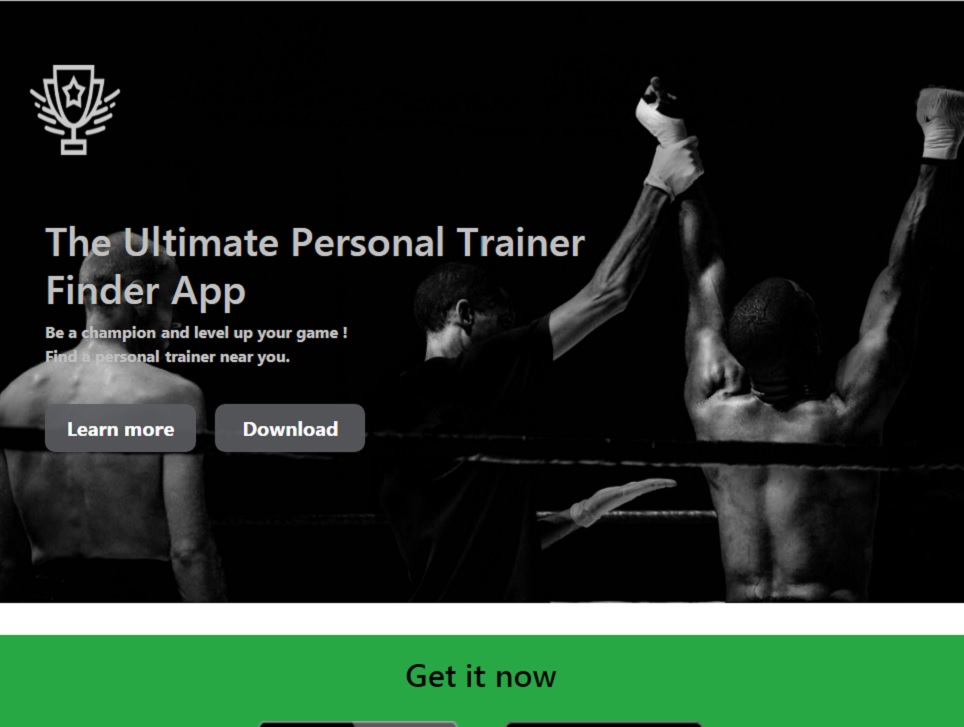 The Ultimate Personal Trainer
Finder App
Be a champion and level up your game !
Find a personal trainer near you.
Learn more
Download
Get it now